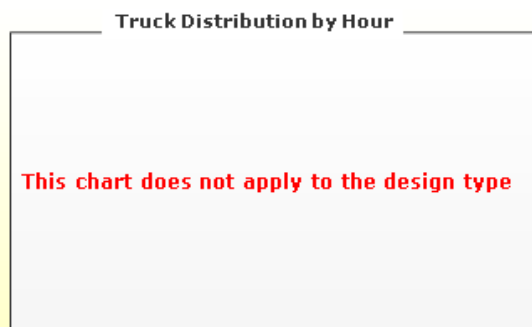 Truck Distribution by Hour
This chart does not apply to the design type